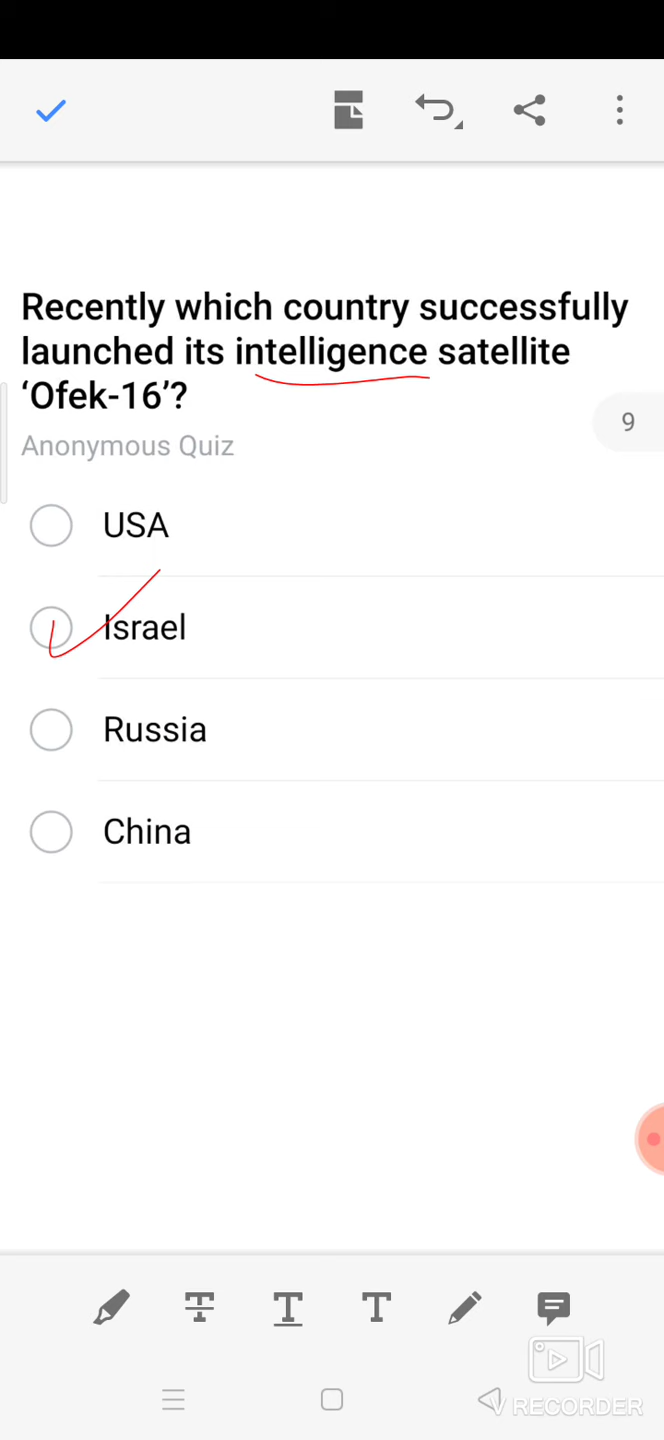 Recently which country successfully
launched its intelligence satellite
‘Ofek-16’?
Anonymous Quiz
9
USA
Israel
Russia
China
T
T
T
V RECORDER